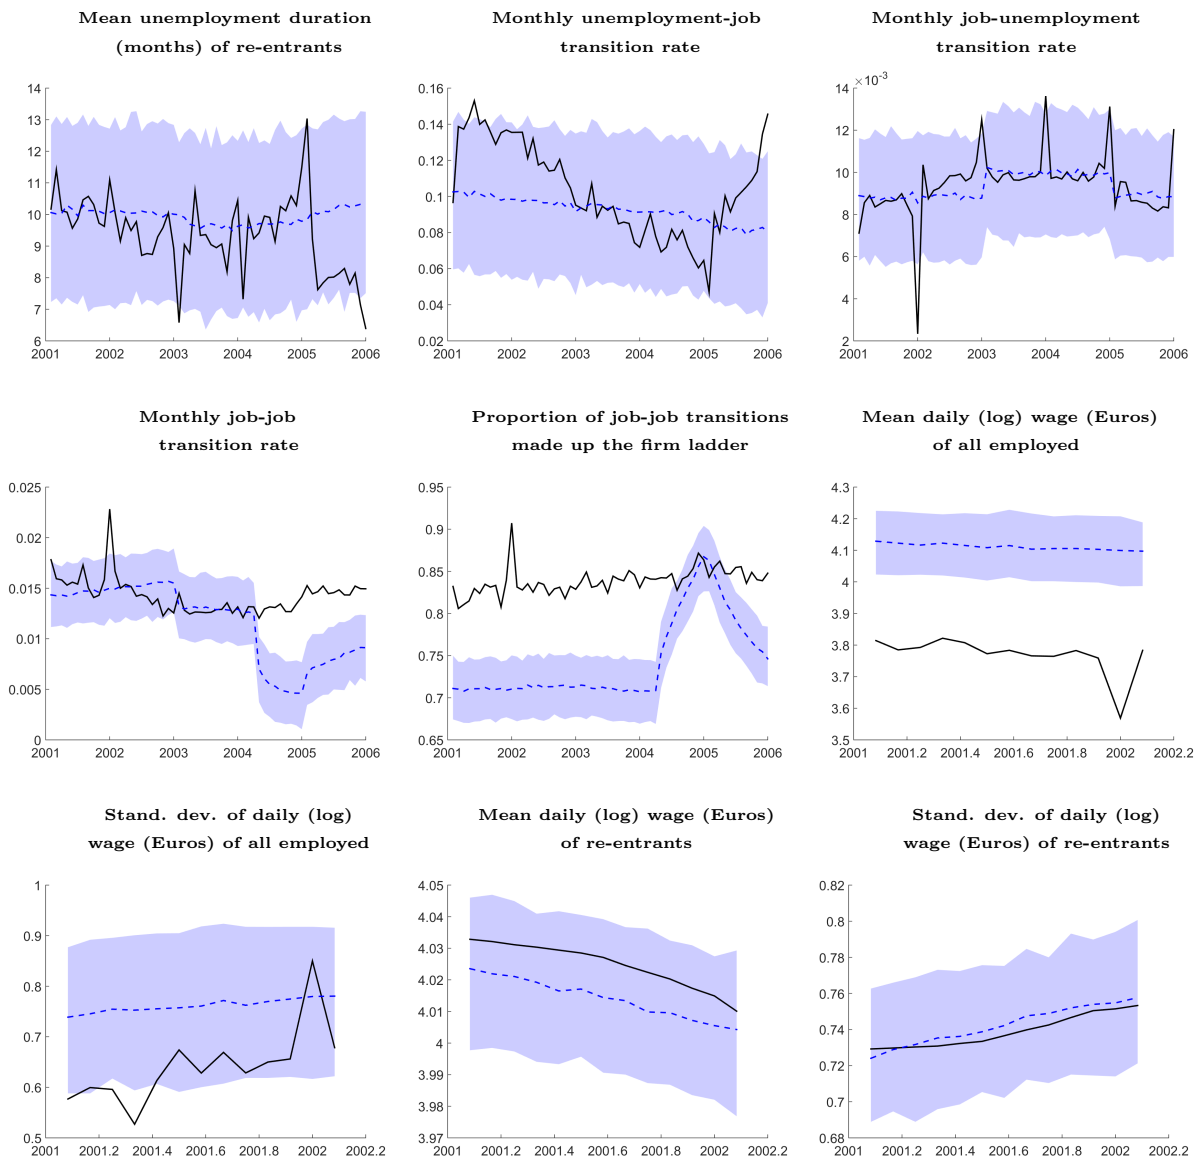 Mean unemployment duration
(months) of re-entrants
14
13
12
11
10
9
8
7
6
2001 2002 2003 2004 2005 2006
Monthly unemployment-job
transition rate
0.16
0.14
0.12
0.1
0.08
0.06
0.04
0.02
2001 2002 2003 2004 2005 2006
Monthly job-unemployment
transition rate
×10⁻³
14
12
10
8
6
4
2
2001 2002 2003 2004 2005 2006
Monthly job-job
transition rate
0.025
0.02
0.015
0.01
0.005
0
2001 2002 2003 2004 2005 2006
Proportion of job-job transitions
made up the firm ladder
0.95
0.9
0.85
0.8
0.75
0.7
0.65
2001 2002 2003 2004 2005 2006
Mean daily (log) wage (Euros)
of all employed
4.3
4.2
4.1
4
3.9
3.8
3.7
3.6
3.5
2001 2001.2 2001.4 2001.6 2001.8 2002 2002.2
Stand. dev. of daily (log)
wage (Euros) of all employed
1
0.9
0.8
0.7
0.6
0.5
2001 2001.2 2001.4 2001.6 2001.8 2002 2002.2
Mean daily (log) wage (Euros)
of re-entrants
4.05
4.04
4.03
4.02
4.01
4
3.99
3.98
3.97
2001 2001.2 2001.4 2001.6 2001.8 2002 2002.2
Stand. dev. of daily (log)
wage (Euros) of re-entrants
0.82
0.8
0.78
0.76
0.74
0.72
0.7
0.68
2001 2001.2 2001.4 2001.6 2001.8 2002 2002.2